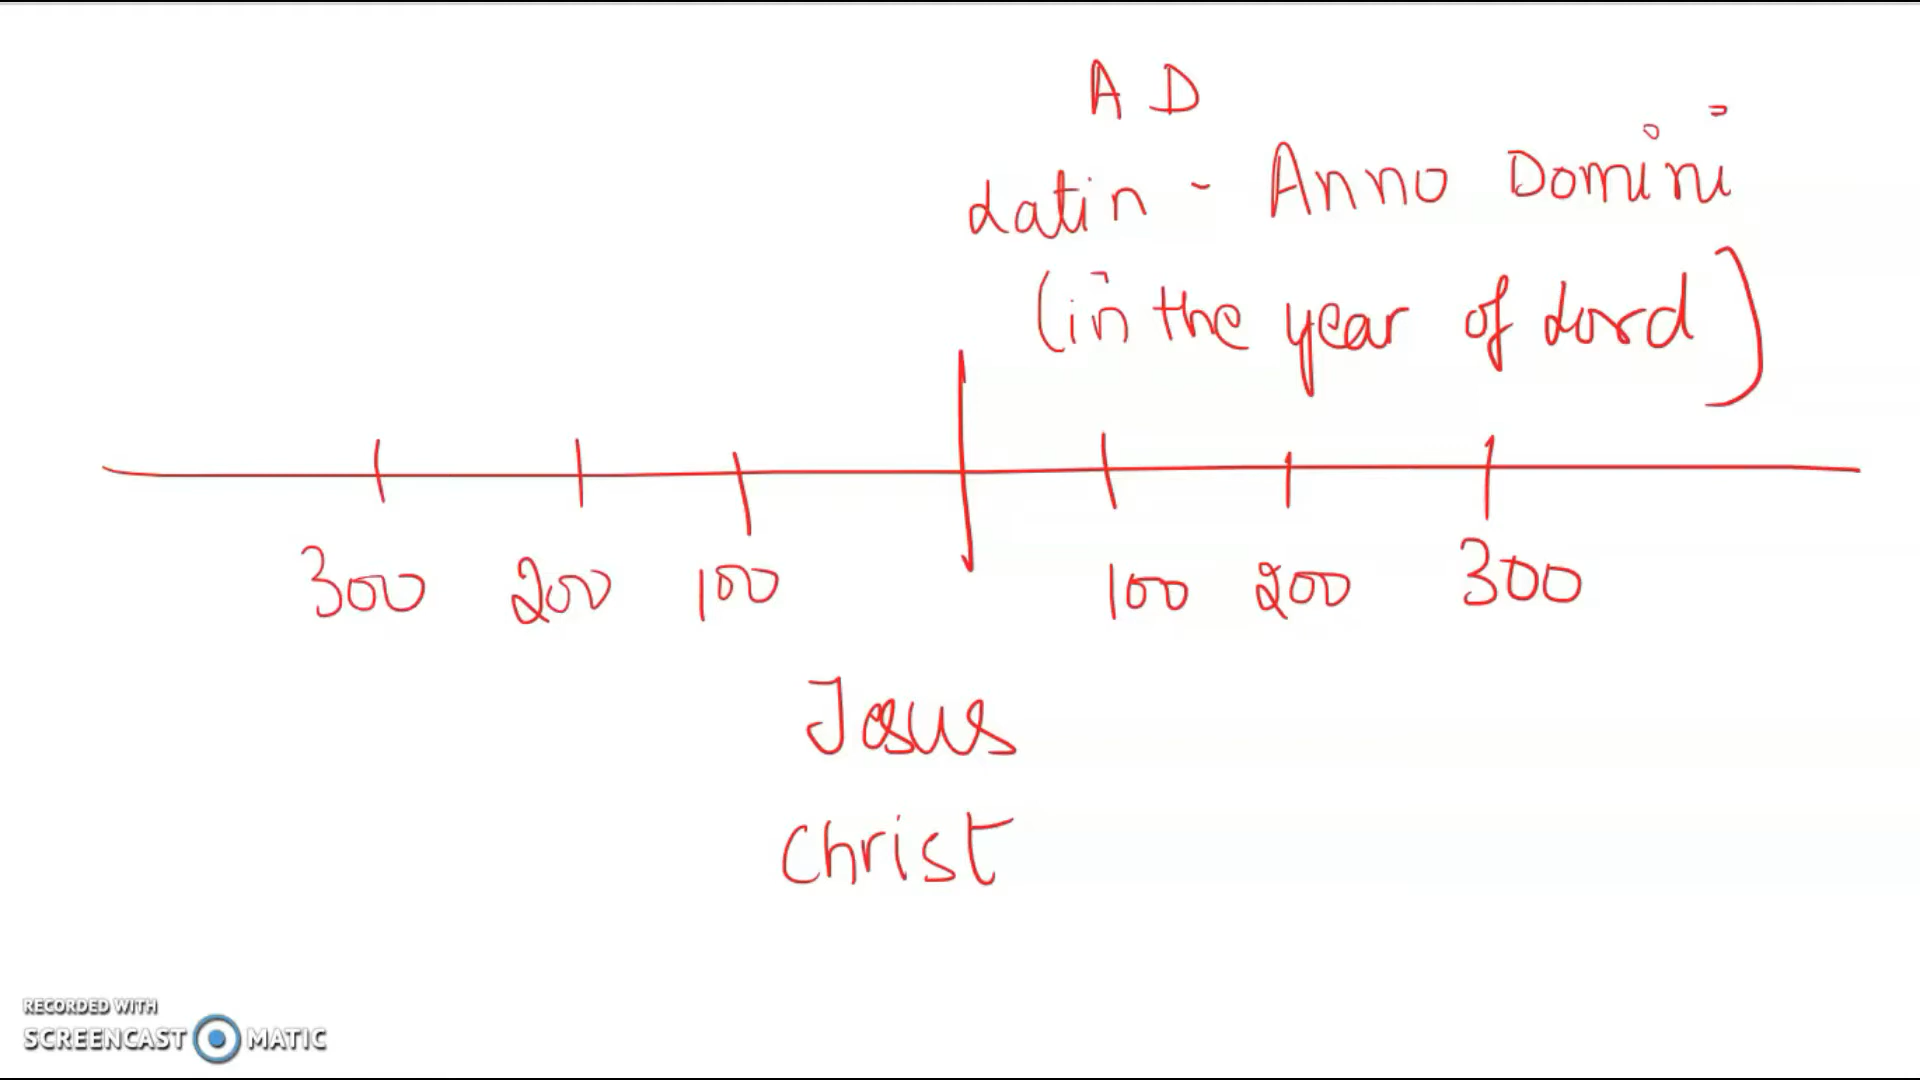 A D
Latin - Anno Domini
(in the year of Lord)
300 200 100 100 200 300
Jesus
Christ
RECORDED WITH
SCREENCAST MATIC